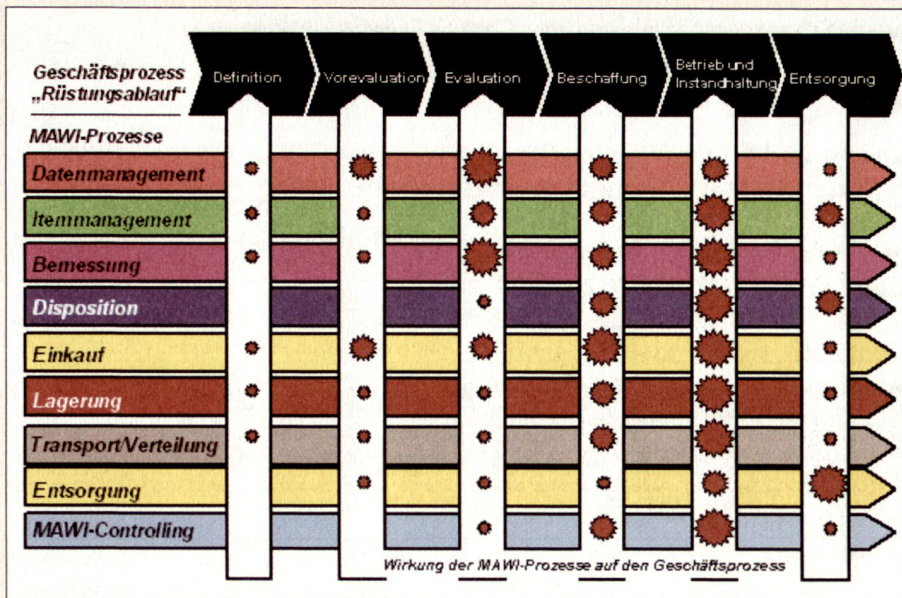 Geschäftsprozess
„Rüstungsablauf“
Definition
Vorevaluation
Evaluation
Beschaffung
Betrieb und
Instandhaltung
Entsorgung
MAWI-Prozesse
Datenmanagement
Itemmanagement
Bemessung
Disposition
Einkauf
Lagerung
Transport/Verteilung
Entsorgung
MAWI-Controlling
Wirkung der MAWI-Prozesse auf den Geschäftsprozess